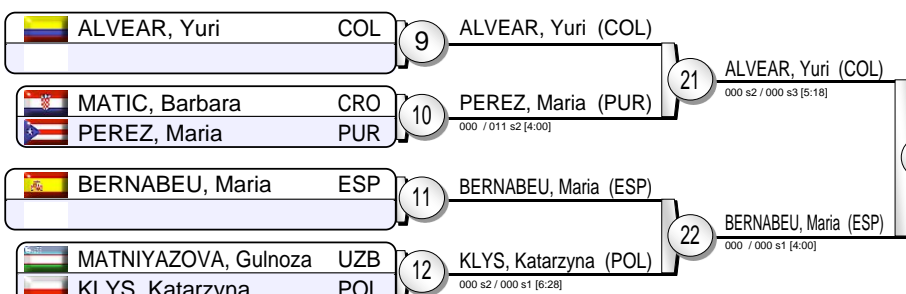 ALVEAR, Yuri COL
9
ALVEAR, Yuri (COL)
21
ALVEAR, Yuri (COL)
000 s2 / 000 s3 [5:18]
MATIC, Barbara CRO
PEREZ, Maria PUR
10
PEREZ, Maria (PUR)
000 / 011 s2 [4:00]
BERNABEU, Maria ESP
11
BERNABEU, Maria (ESP)
22
BERNABEU, Maria (ESP)
000 / 000 s1 [4:00]
MATNIYAZOVA, Gulnoza UZB
KLYS, Katarzyna POL
12
KLYS, Katarzyna (POL)
000 s2 / 000 s1 [6:28]